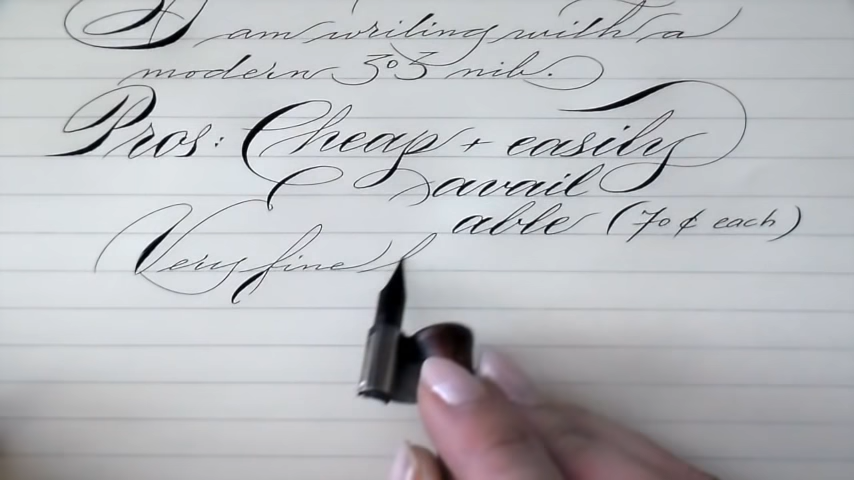 I am writing with a
modern 303 nib.
Pros: Cheap + easily
avail
able (70¢ each)
Very fine